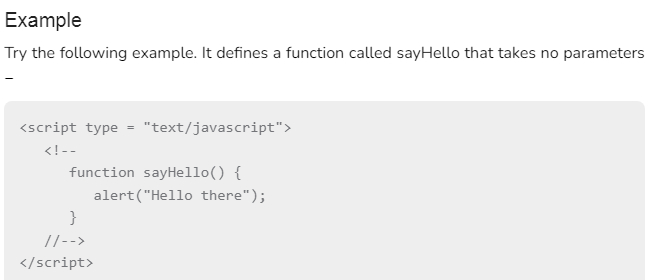 Example
Try the following example. It defines a function called sayHello that takes no parameters
–
<script type = "text/javascript">
   <!--
      function sayHello() {
         alert("Hello there");
      }
   //-->
</script>